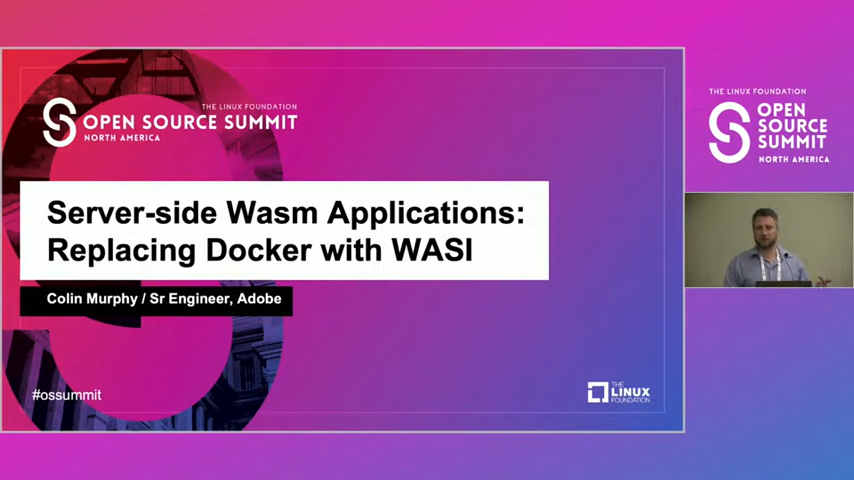 THE LINUX FOUNDATION
OPEN SOURCE SUMMIT
NORTH AMERICA
Server-side Wasm Applications:
Replacing Docker with WASI
Colin Murphy / Sr Engineer, Adobe
#ossummit
THE
LINUX
FOUNDATION
THE LINUX FOUNDATION
OPEN
SOURCE
SUMMIT
NORTH AMERICA